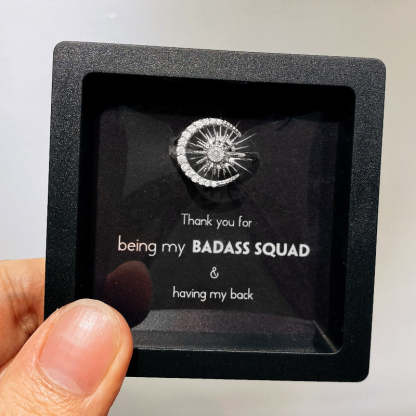 Thank you for
being my BADASS SQUAD
&
having my back